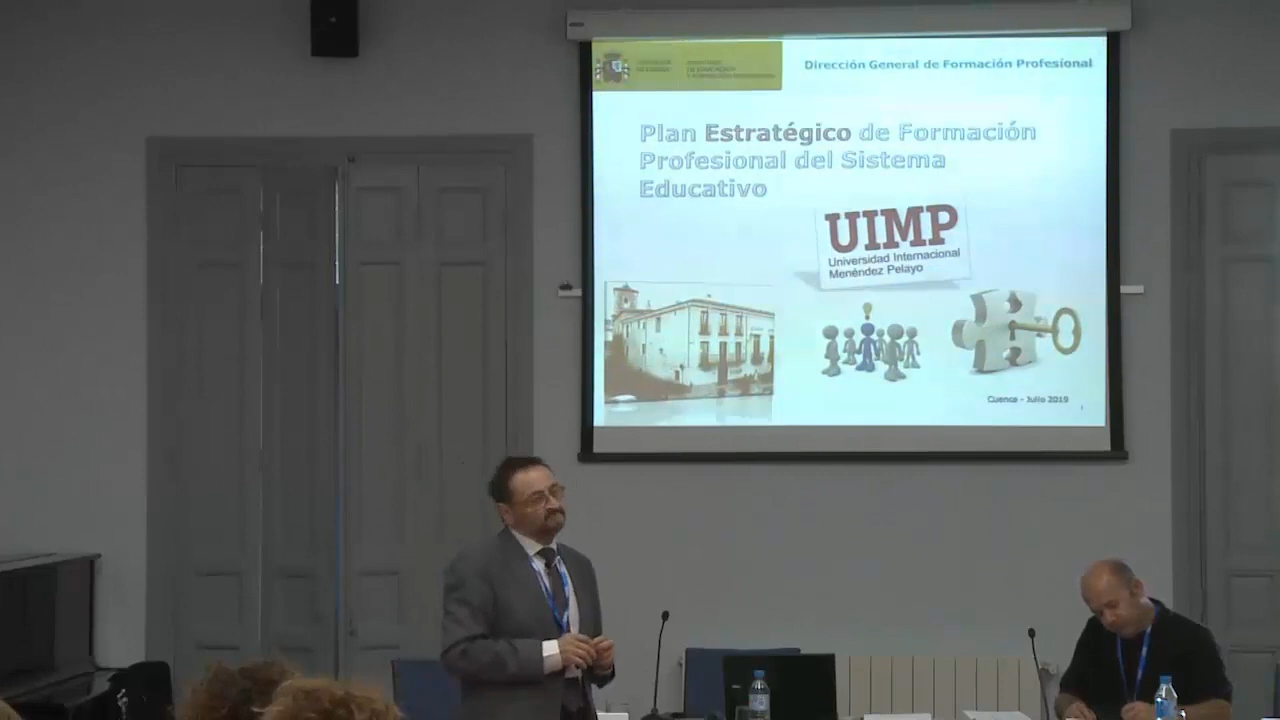 Dirección General de Formación Profesional
Plan Estratégico de Formación
Profesional del Sistema
Educativo
UIMP
Universidad Internacional
Menéndez Pelayo
Cuenca - Julio 2019